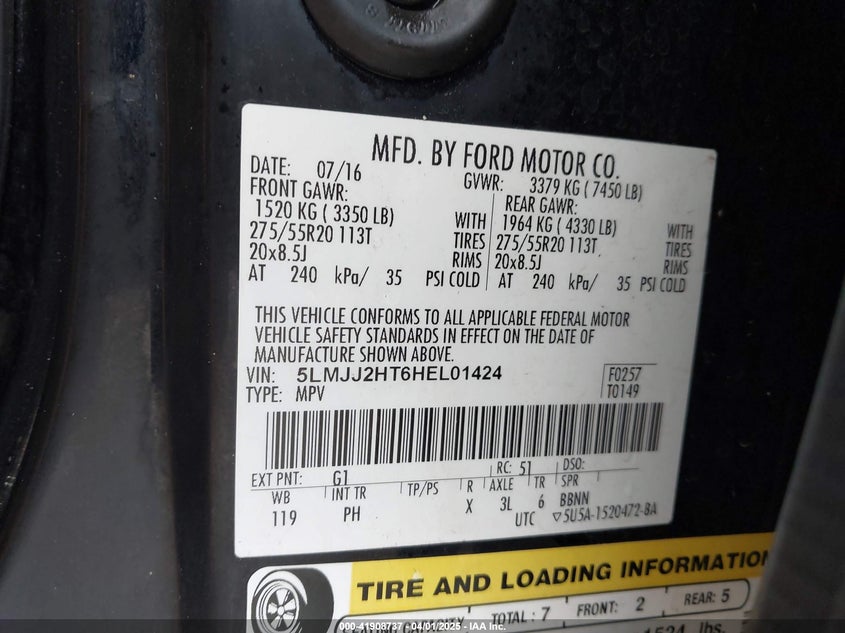 MFD. BY FORD MOTOR CO.
DATE: 07/16 GVWR: 3379 KG ( 7450 LB)
FRONT GAWR: REAR GAWR:
1520 KG ( 3350 LB) WITH 1964 KG ( 4330 LB) WITH
275/55R20 113T TIRES 275/55R20 113T TIRES
20x8.5J RIMS 20x8.5J RIMS
AT 240 kPa/ 35 PSI COLD AT 240 kPa/ 35 PSI COLD
THIS VEHICLE CONFORMS TO ALL APPLICABLE FEDERAL MOTOR
VEHICLE SAFETY STANDARDS IN EFFECT ON THE DATE OF
MANUFACTURE SHOWN ABOVE.
VIN: 5LMJJ2HT6HEL01424 F0257
TYPE: MPV T0149
EXT PNT: G1 RC: 51 DSO:
WB INT TR TP/PS R AXLE TR SPR
119 PH X 3L 6 BBNN
UTC ▽5U5A-1520472-BA
TIRE AND LOADING INFORMATION
TOTAL : 7 FRONT: 2 REAR: 5
lbs.
000-41908737 - 04/01/2025 - IAA Inc.